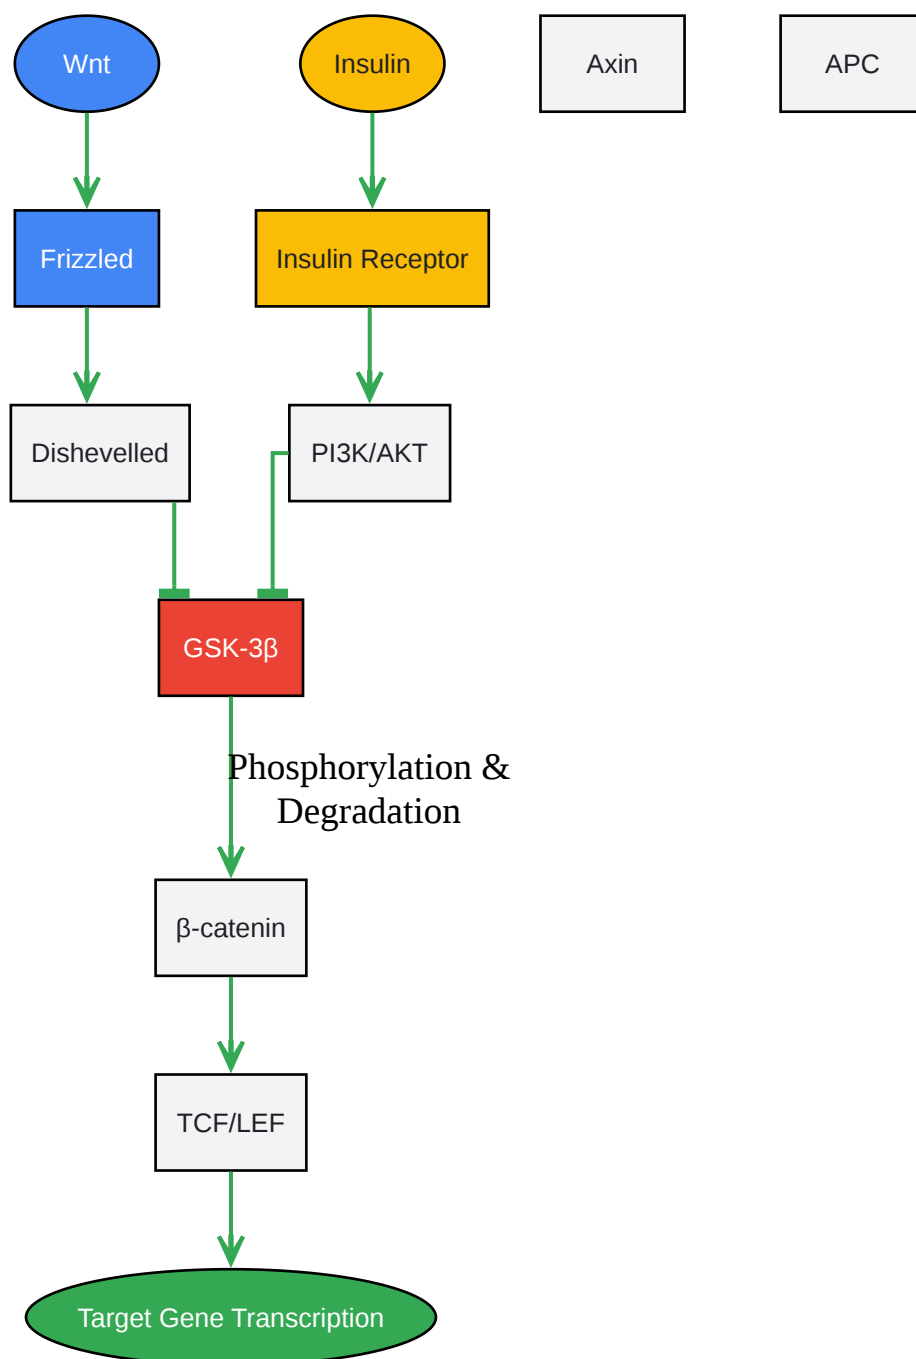 Wnt
Insulin
Axin
APC
Frizzled
Insulin Receptor
Dishevelled
PI3K/AKT
GSK-3β
Phosphorylation &
Degradation
β-catenin
TCF/LEF
Target Gene Transcription